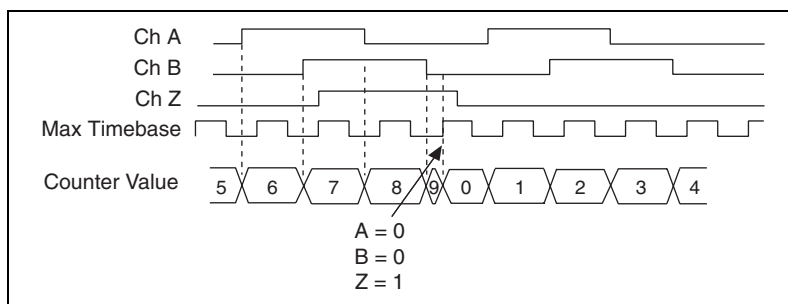 Ch A
Ch B
Ch Z
Max Timebase
Counter Value 5 6 7 8 9 0 1 2 3 4
A = 0
B = 0
Z = 1